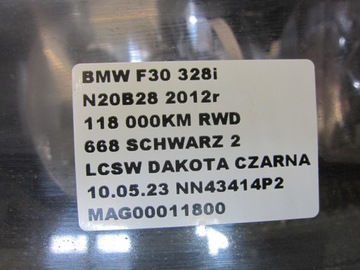 BMW F30 328i
N20B28 2012r
118 000KM RWD
668 SCHWARZ 2
LCSW DAKOTA CZARNA
10.05.23 NN43414P2
MAG00011800